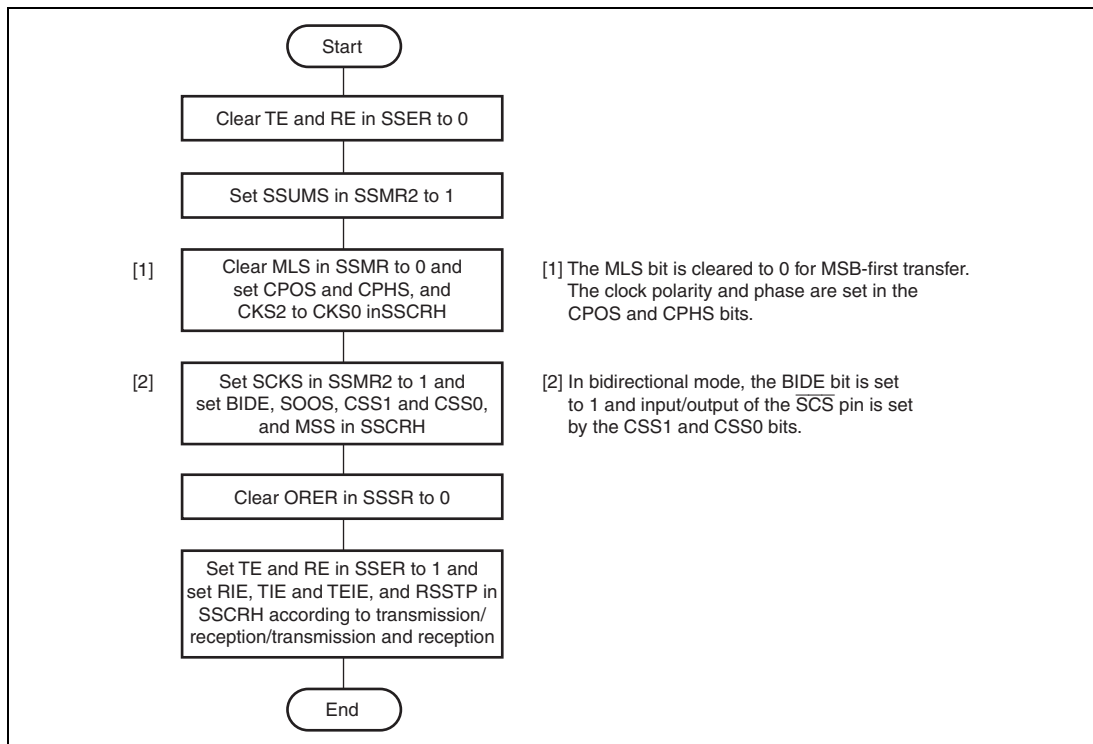 Start
Clear TE and RE in SSER to 0
Set SSUMS in SSMR2 to 1
[1]
Clear MLS in SSMR to 0 and
set CPOS and CPHS, and
CKS2 to CKS0 inSSCRH
[1] The MLS bit is cleared to 0 for MSB-first transfer.
The clock polarity and phase are set in the
CPOS and CPHS bits.
[2]
Set SCKS in SSMR2 to 1 and
set BIDE, SOOS, CSS1 and CSS0,
and MSS in SSCRH
[2] In bidirectional mode, the BIDE bit is set
to 1 and input/output of the SCS pin is set
by the CSS1 and CSS0 bits.
Clear ORER in SSSR to 0
Set TE and RE in SSER to 1 and
set RIE, TIE and TEIE, and RSSTP in
SSCRH according to transmission/
reception/transmission and reception
End